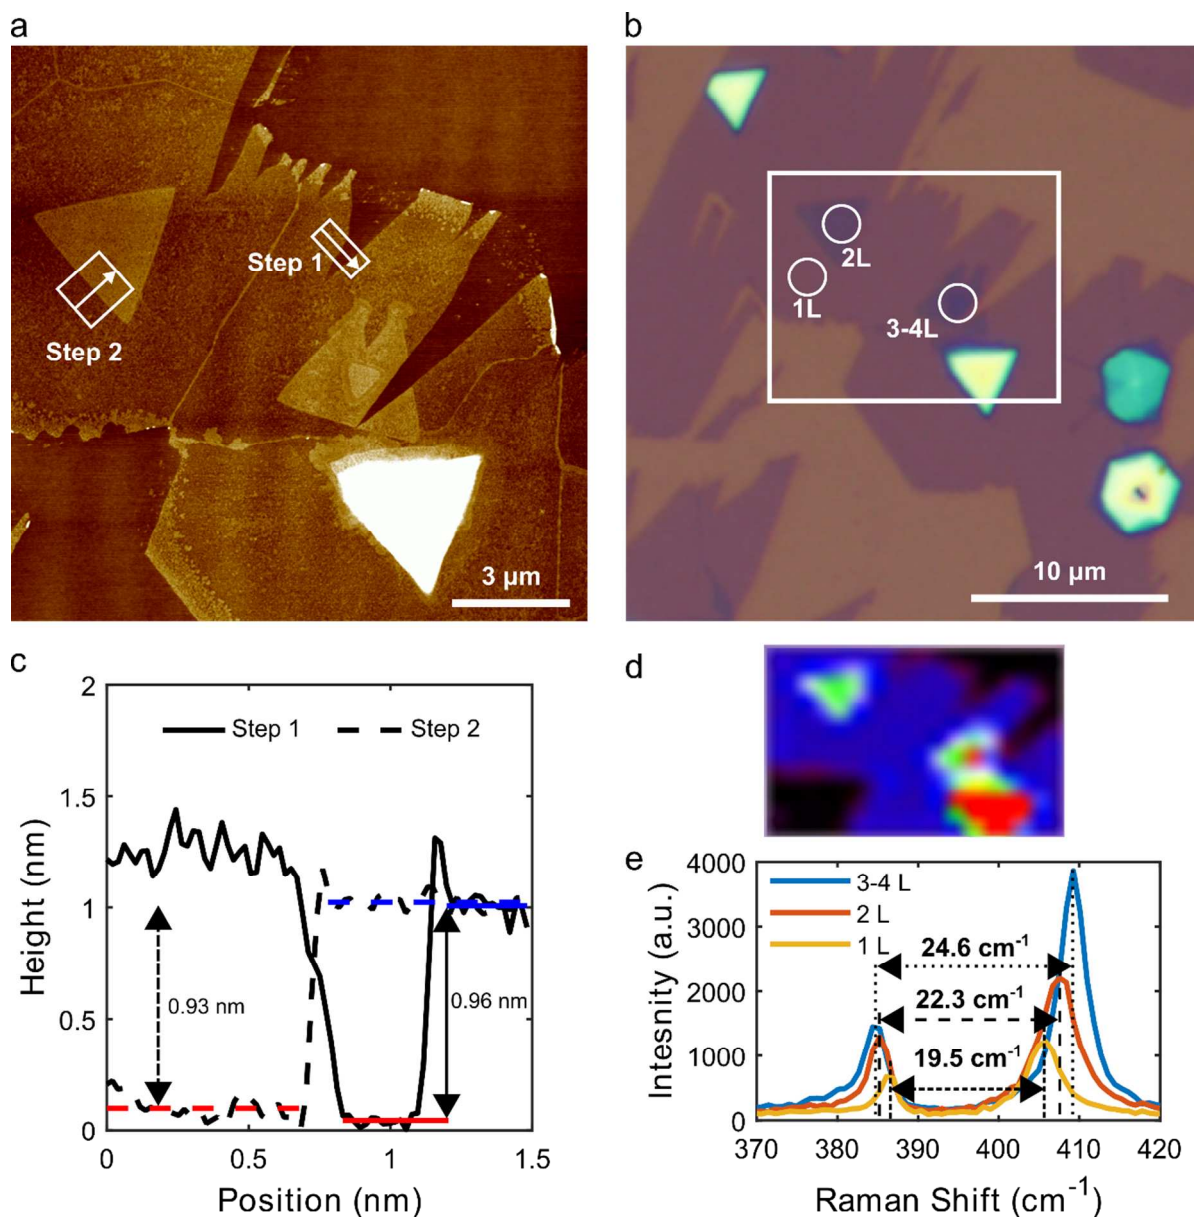 a
Step 1
Step 2
3 µm
b
2L
1L
3-4L
10 µm
c
2
1.5
1
0.5
0
Height (nm)
Step 1
Step 2
0.93 nm
0.96 nm
0
0.5
1
1.5
Position (nm)
d
e
4000
3000
2000
1000
0
Intesnity (a.u.)
3-4 L
2 L
1 L
24.6 cm⁻¹
22.3 cm⁻¹
19.5 cm⁻¹
370
380
390
400
410
420
Raman Shift (cm⁻¹)